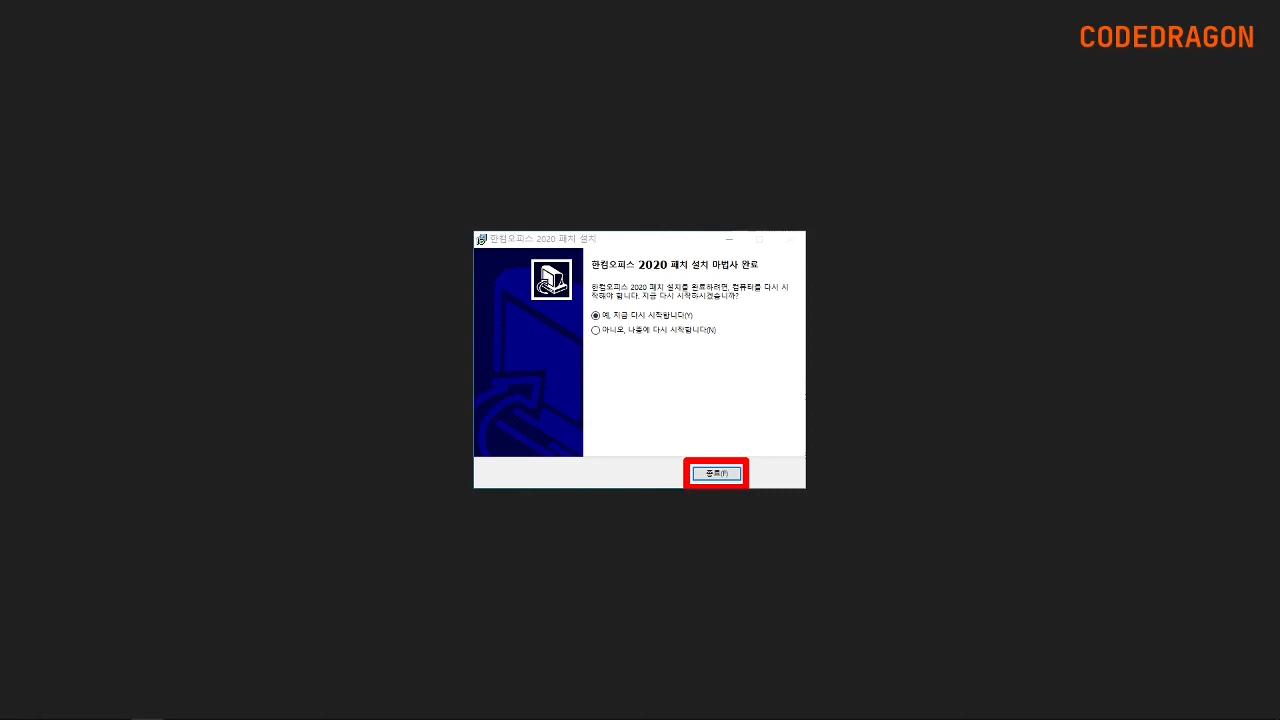 CODEDRAGON
한컴오피스 2020 패치 설치
한컴오피스 2020 패치 설치 마법사 완료
한컴오피스 2020 패치 설치를 완료하려면, 컴퓨터를 다시 시
작해야 합니다. 지금 다시 시작하시겠습니까?
예, 지금 다시 시작합니다(Y)
아니오, 나중에 다시 시작합니다(N)
종료(F)